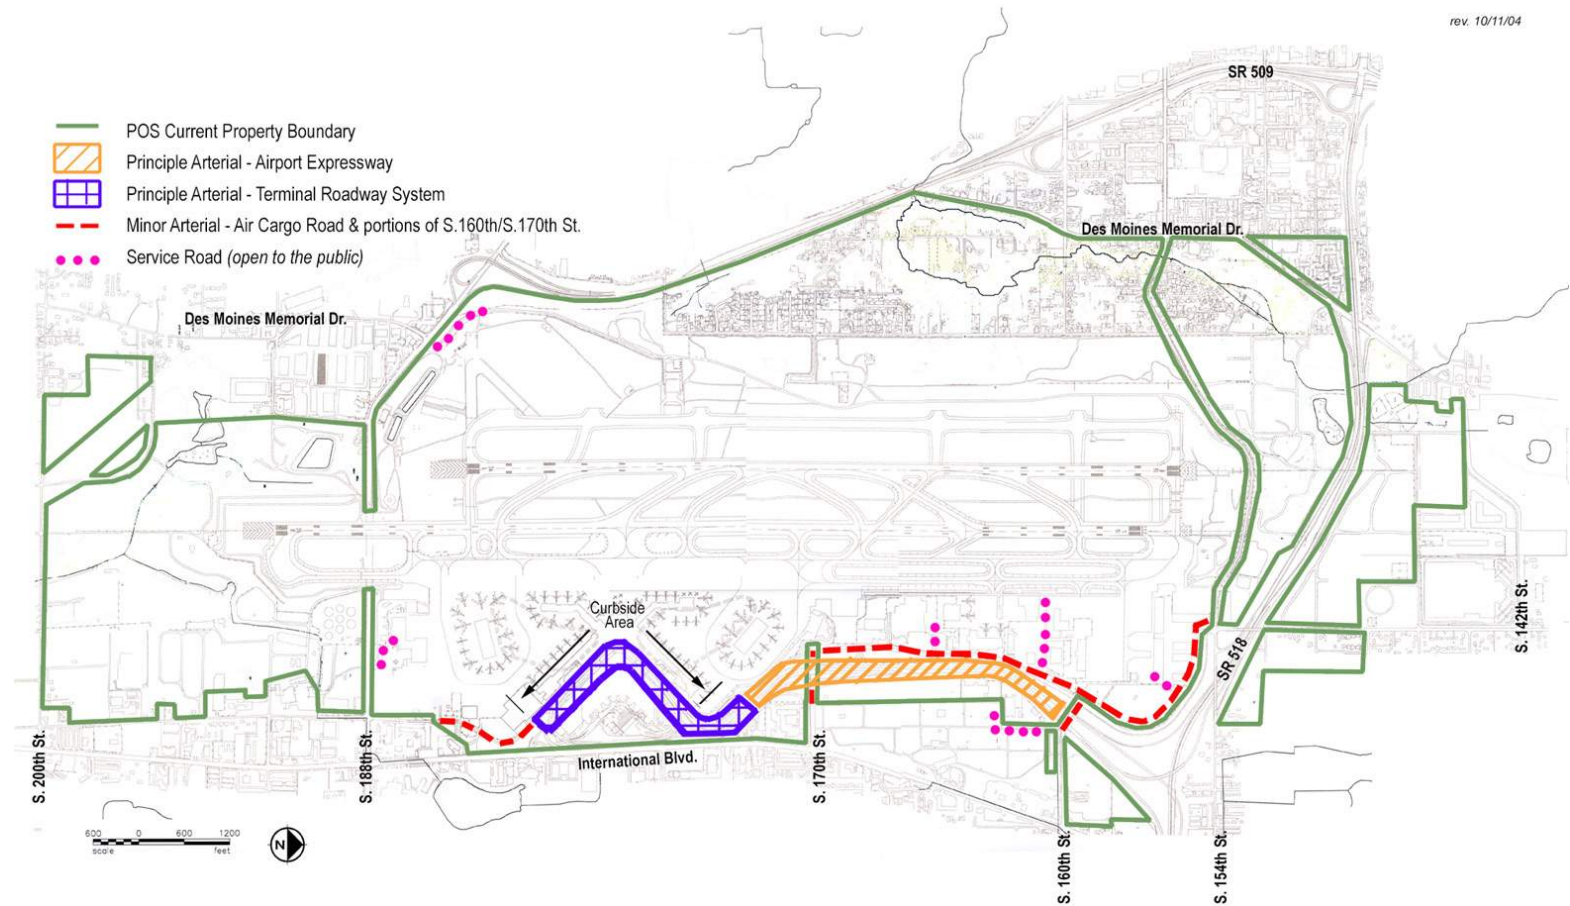 rev. 10/11/04
SR 509
POS Current Property Boundary
Principle Arterial - Airport Expressway
Principle Arterial - Terminal Roadway System
Minor Arterial - Air Cargo Road & portions of S.160th/S.170th St.
Service Road (open to the public)
Des Moines Memorial Dr.
Des Moines Memorial Dr.
Curbside
Area
S. 142th St.
SR 518
International Blvd.
S. 200th St.
S. 188th St.
S. 170th St.
S. 160th St.
S. 154th St.
600 0 600 1200
scale feet
N